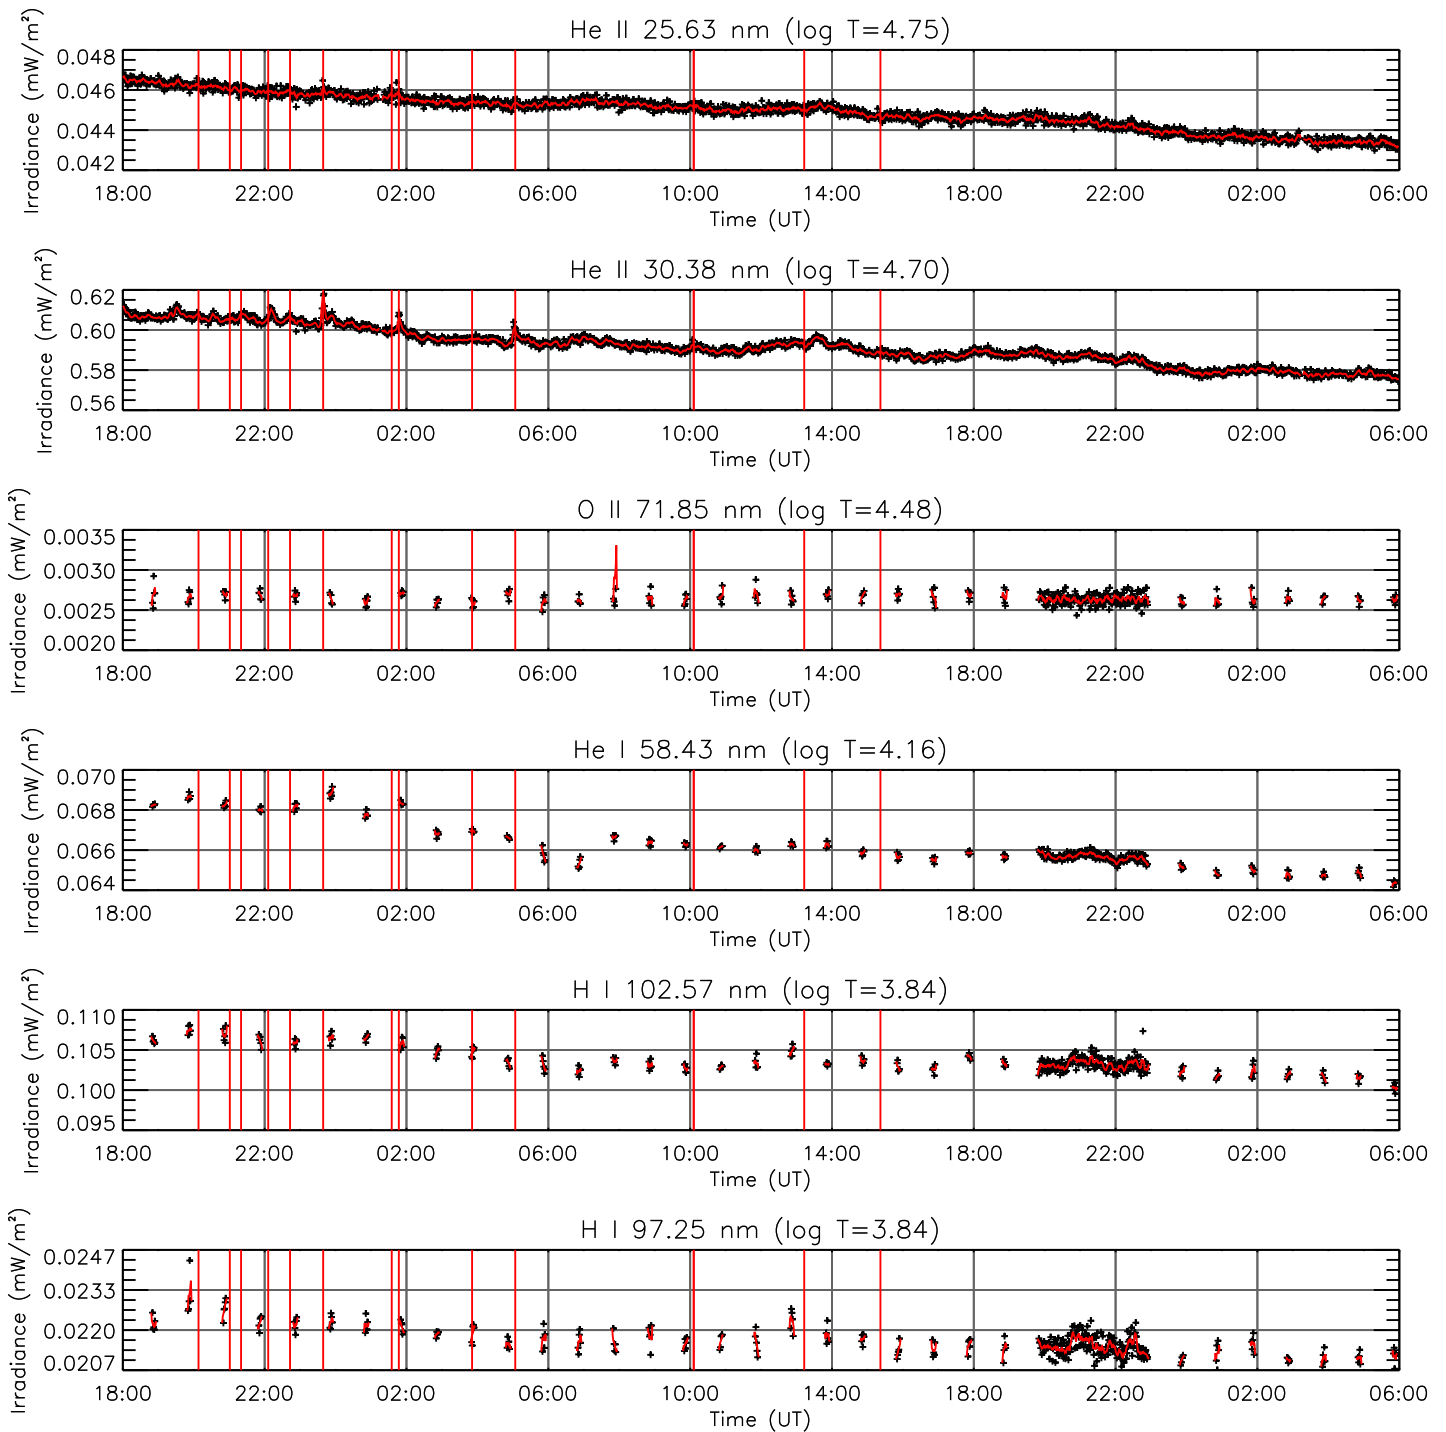 He II 25.63 nm (log T=4.75)
Irradiance (mW/m²)
0.048
0.046
0.044
0.042
18:00 22:00 02:00 06:00 10:00 14:00 18:00 22:00 02:00 06:00
Time (UT)
He II 30.38 nm (log T=4.70)
Irradiance (mW/m²)
0.62
0.60
0.58
0.56
18:00 22:00 02:00 06:00 10:00 14:00 18:00 22:00 02:00 06:00
Time (UT)
O II 71.85 nm (log T=4.48)
Irradiance (mW/m²)
0.0035
0.0030
0.0025
0.0020
18:00 22:00 02:00 06:00 10:00 14:00 18:00 22:00 02:00 06:00
Time (UT)
He I 58.43 nm (log T=4.16)
Irradiance (mW/m²)
0.070
0.068
0.066
0.064
18:00 22:00 02:00 06:00 10:00 14:00 18:00 22:00 02:00 06:00
Time (UT)
H I 102.57 nm (log T=3.84)
Irradiance (mW/m²)
0.110
0.105
0.100
0.095
18:00 22:00 02:00 06:00 10:00 14:00 18:00 22:00 02:00 06:00
Time (UT)
H I 97.25 nm (log T=3.84)
Irradiance (mW/m²)
0.0247
0.0233
0.0220
0.0207
18:00 22:00 02:00 06:00 10:00 14:00 18:00 22:00 02:00 06:00
Time (UT)